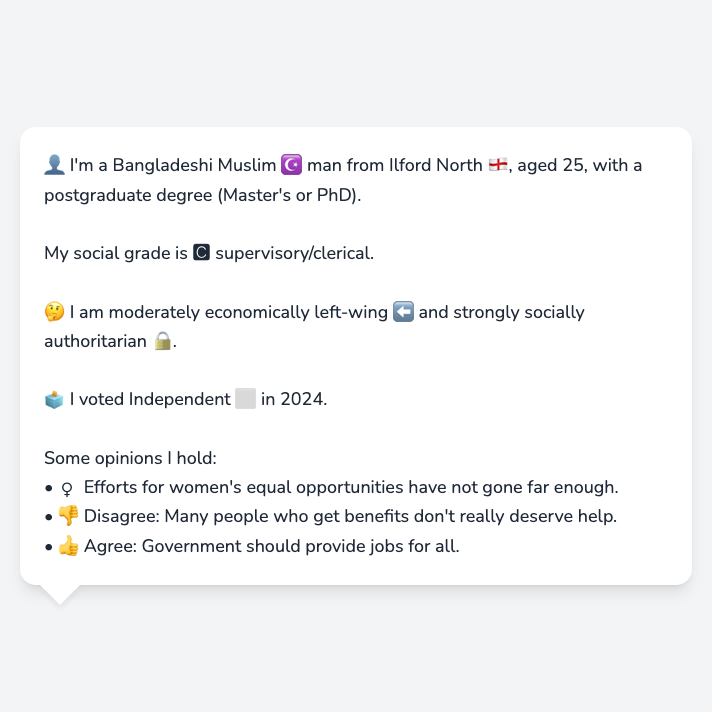 👤 I'm a Bangladeshi Muslim ☪️ man from Ilford North 🏴󠁧󠁢󠁥󠁮󠁧󠁿, aged 25, with a
postgraduate degree (Master's or PhD).
My social grade is 🅲 supervisory/clerical.
🤔 I am moderately economically left-wing ⬅️ and strongly socially
authoritarian 🔒.
🗳️ I voted Independent ⬜ in 2024.
Some opinions I hold:
• ♀ Efforts for women's equal opportunities have not gone far enough.
• 👎 Disagree: Many people who get benefits don't really deserve help.
• 👍 Agree: Government should provide jobs for all.